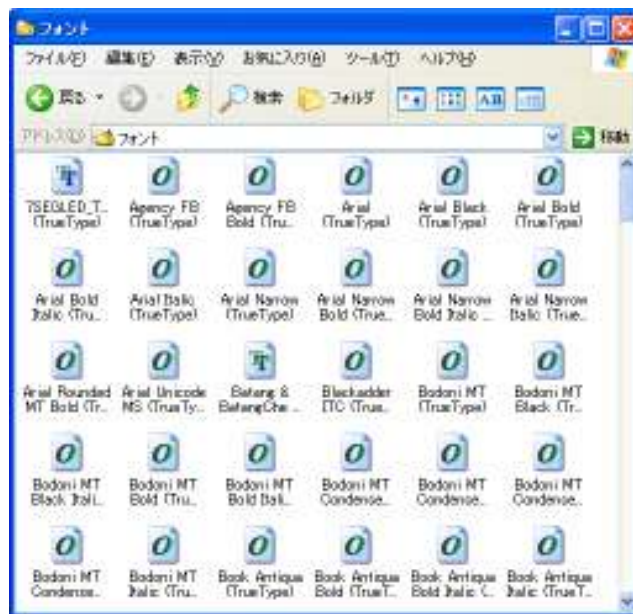 フォント
ファイル(F) 編集(E) 表示(V) お気に入り(A) ツール(T) ヘルプ(H)
戻る 検索 フォルダ
アドレス(D) フォント 移動
7SEGLED_T... Agency FB Agency FB Arial Arial Black Arial Bold
(TrueType) (TrueType) Bold (Tru... (TrueType) (TrueType) (TrueType)
Arial Bold Arial Italic Arial Narrow Arial Narrow Arial Narrow Arial Narrow
Italic (Tru... (TrueType) (TrueType) Bold (True... Bold Italic ... Italic (True...
Arial Rounded Arial Unicode Batang & Blackadder Bodoni MT Bodoni MT
MT Bold (Tr... MS (TrueTy... BatangChe ... ITC (True... (TrueType) Black (Tr...
Bodoni MT Bodoni MT Bodoni MT Bodoni MT Bodoni MT Bodoni MT
Black Itali... Bold (Tru... Bold Itali... Condense... Condense... Condense...
Bodoni MT Bodoni MT Book Antiqua Book Antiqua Book Antiqua Book Antiqua
Condense... Italic (Tru... (TrueType) Bold (TrueT... Bold Italic (... Italic (TrueT...